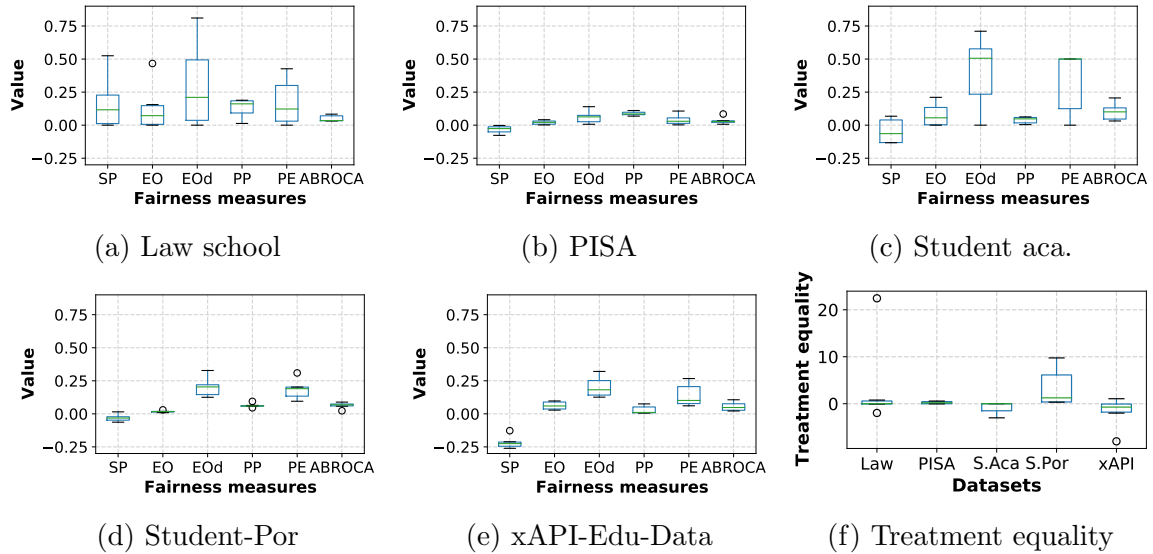 Value
0.75
0.50
0.25
0.00
−0.25
SP EO EOd PP PE ABROCA
Fairness measures
(a) Law school
Value
0.75
0.50
0.25
0.00
−0.25
SP EO EOd PP PE ABROCA
Fairness measures
(b) PISA
Value
0.75
0.50
0.25
0.00
−0.25
SP EO EOd PP PE ABROCA
Fairness measures
(c) Student aca.
Value
0.75
0.50
0.25
0.00
−0.25
SP EO EOd PP PE ABROCA
Fairness measures
(d) Student-Por
Value
0.75
0.50
0.25
0.00
−0.25
SP EO EOd PP PE ABROCA
Fairness measures
(e) xAPI-Edu-Data
Treatment equality
20
10
0
Law PISA S.Aca S.Por xAPI
Datasets
(f) Treatment equality